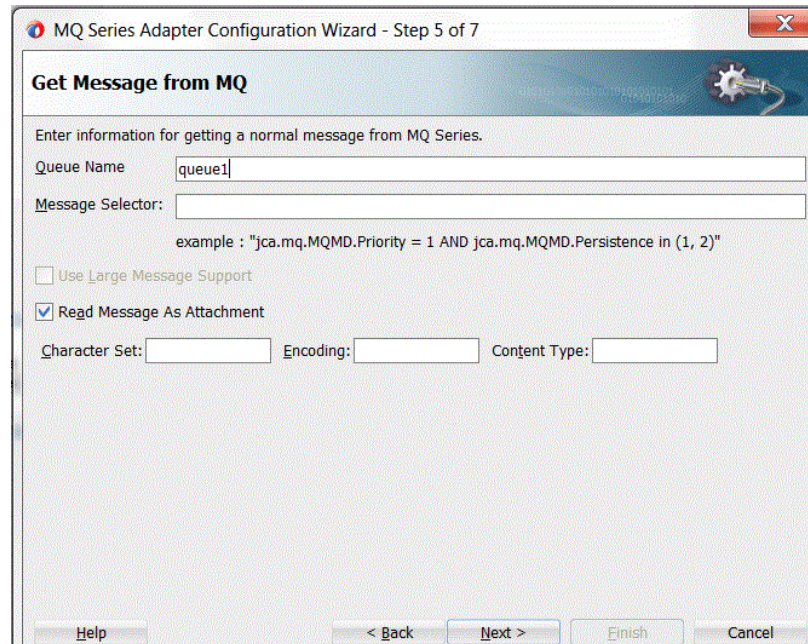 MQ Series Adapter Configuration Wizard - Step 5 of 7
Get Message from MQ
Enter information for getting a normal message from MQ Series.
Queue Name queue1
Message Selector:
example : "jca.mq.MQMD.Priority = 1 AND jca.mq.MQMD.Persistence in (1, 2)"
Use Large Message Support
Read Message As Attachment
Character Set: Encoding: Content Type:
Help < Back Next > Finish Cancel